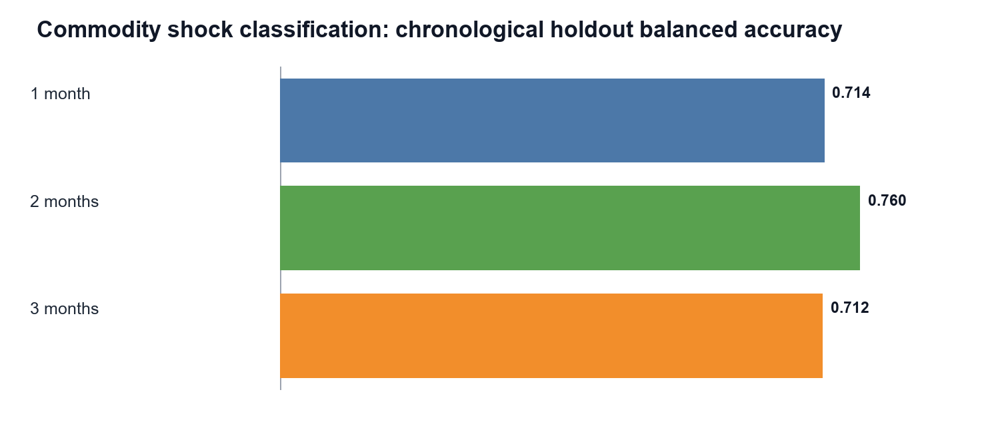 Commodity shock classification: chronological holdout balanced accuracy
1 month 0.714
2 months 0.760
3 months 0.712